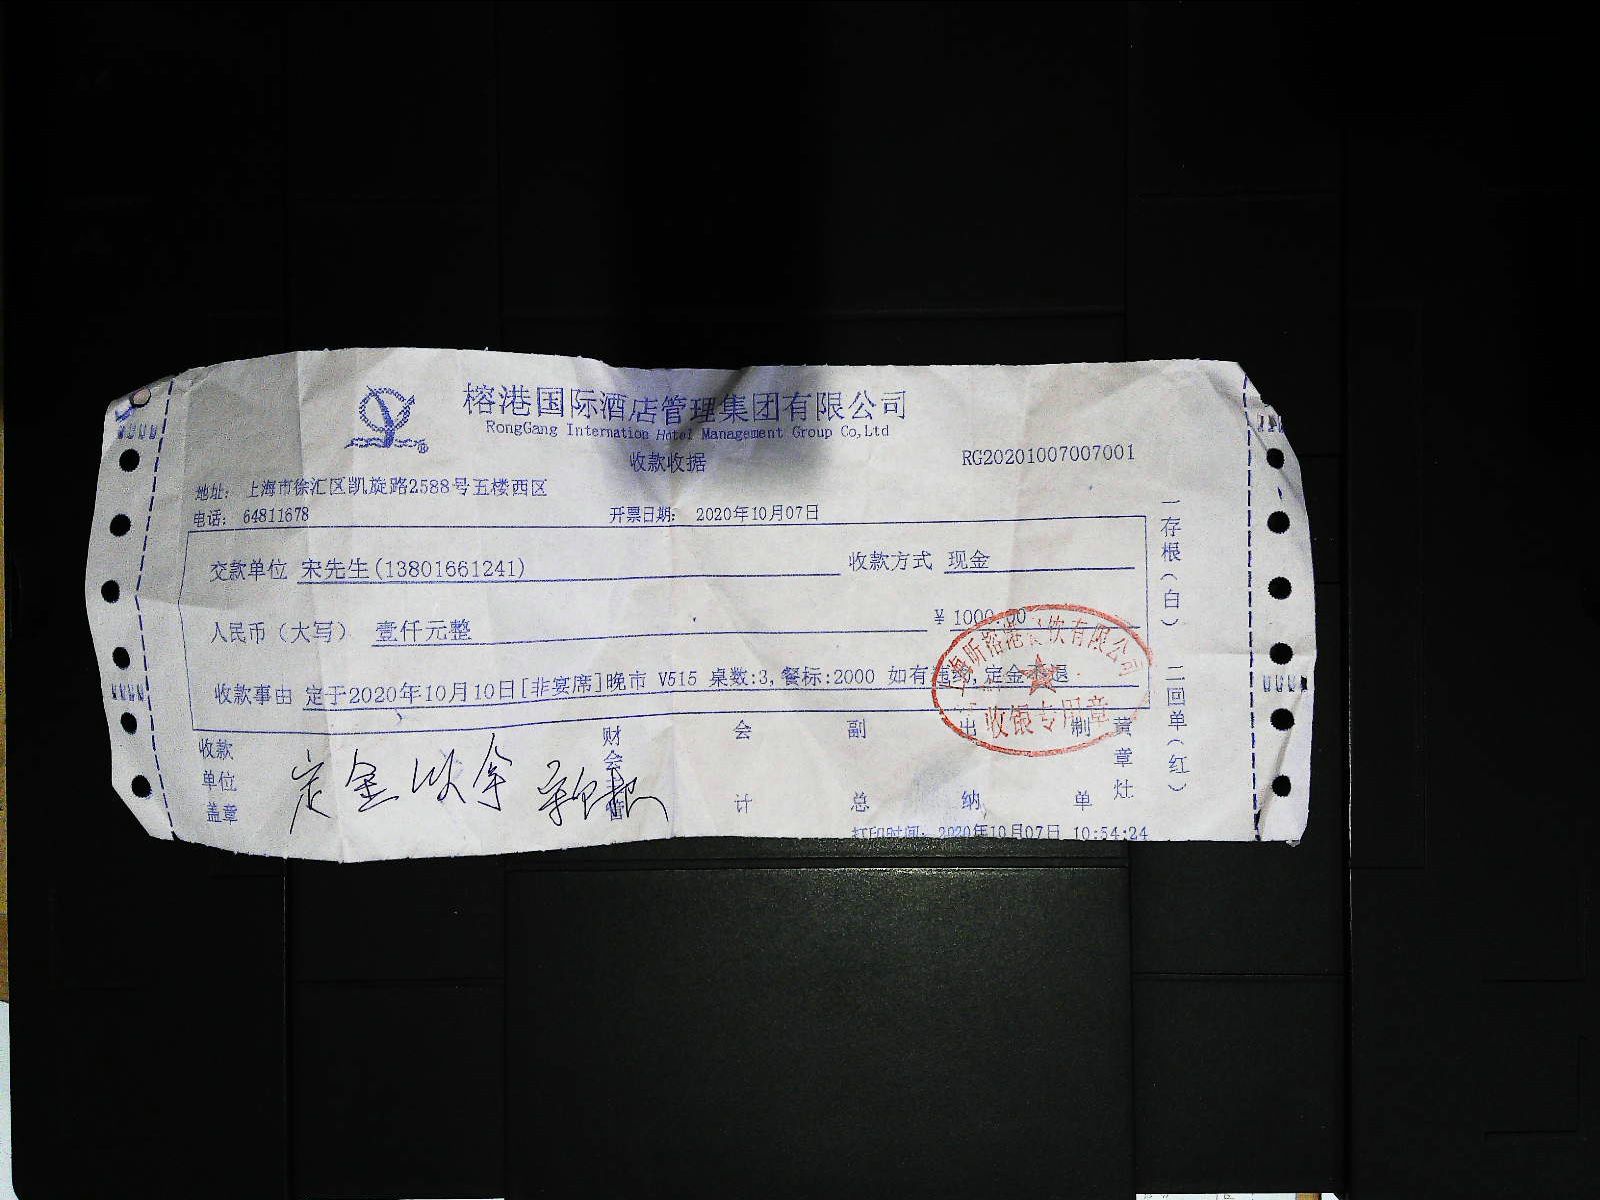 榕港国际酒店管理集团有限公司
RongGang Internation Hotel Management Group Co,Ltd
收款收据
RG20201007007001
地址: 上海市徐汇区凯旋路2588号五楼西区
电话: 64811678
开票日期: 2020年10月07日
交款单位 宋先生(13801661241)
收款方式 现金
人民币（大写） 壹仟元整
¥ 1000.00
收款事由 定于2020年10月10日[非宴席]晚市 V515 桌数:3,餐标:2000 如有违约,定金不退
收银专用章
收款单位盖章
定金
财会主管
会计
副总
出纳
制单
黄章灶
打印时间: 2020年10月07日 10:54:24
一存根(白)
二回单(红)